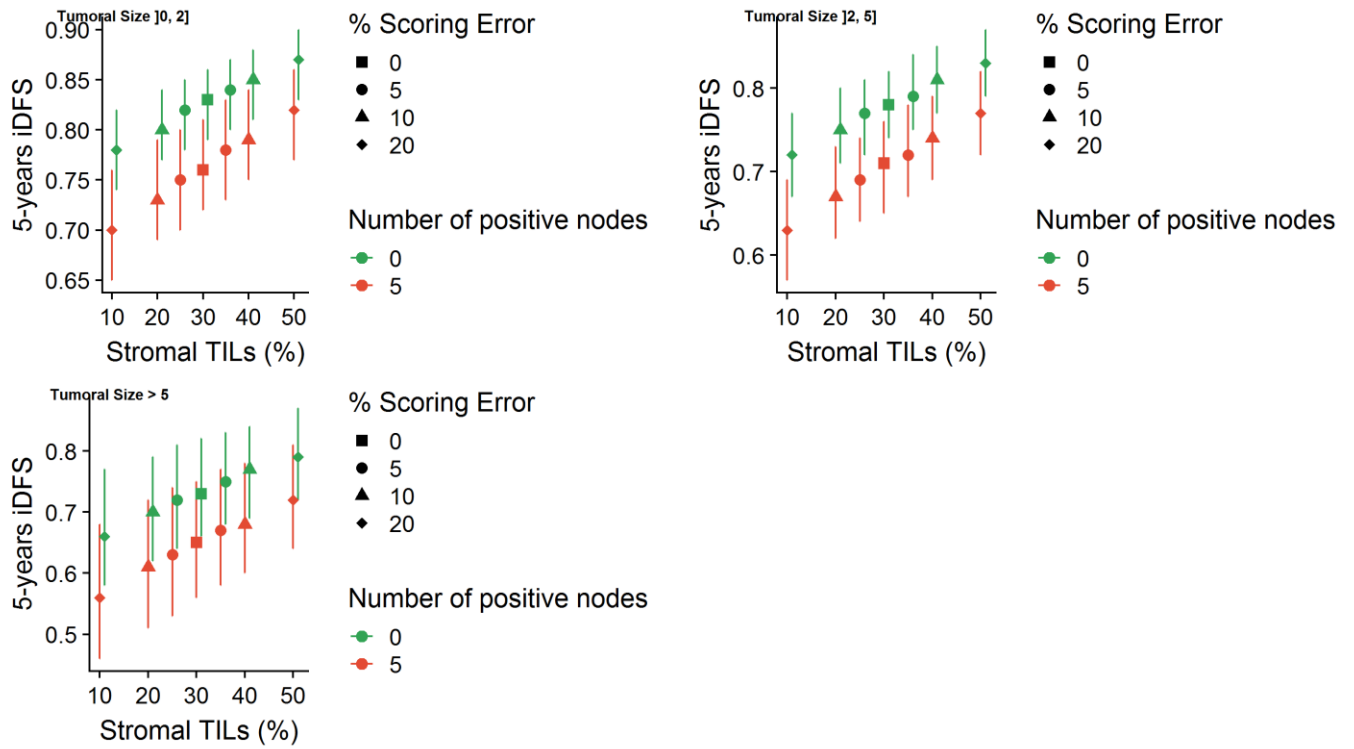 Tumoral Size ]0, 2]
5-years iDFS
0.90
0.85
0.80
0.75
0.70
0.65
10 20 30 40 50
Stromal TILs (%)
% Scoring Error
0
5
10
20
Number of positive nodes
0
5
Tumoral Size ]2, 5]
5-years iDFS
0.8
0.7
0.6
10 20 30 40 50
Stromal TILs (%)
% Scoring Error
0
5
10
20
Number of positive nodes
0
5
Tumoral Size > 5
5-years iDFS
0.8
0.7
0.6
0.5
10 20 30 40 50
Stromal TILs (%)
% Scoring Error
0
5
10
20
Number of positive nodes
0
5